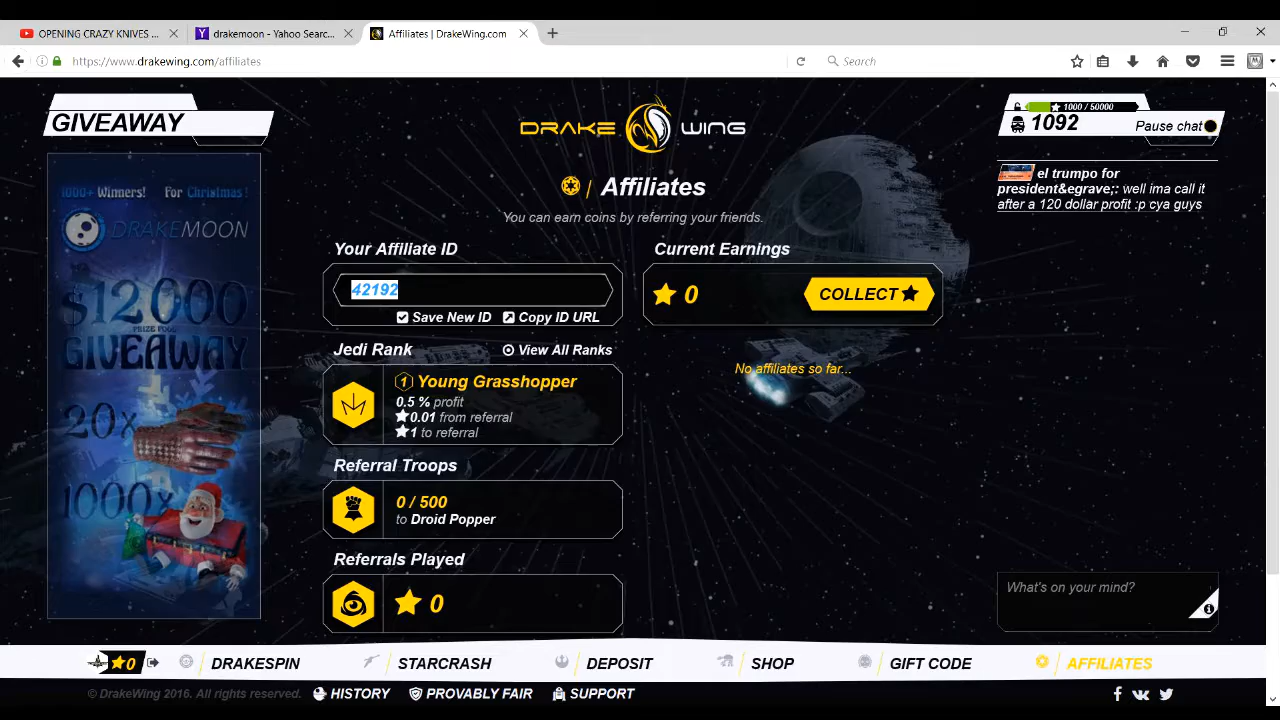 OPENING CRAZY KNIVES ...
drakemoon - Yahoo Searc...
Affiliates | DrakeWing.com
https://www.drakewing.com/affiliates
Search
GIVEAWAY
1000+ Winners! For Christmas!
DRAKEMOON
$12 000
PRIZE POOL
GIVEAWAY
20x
1000x
DRAKE WING
Affiliates
You can earn coins by referring your friends.
Your Affiliate ID
42192
Save New ID Copy ID URL
Jedi Rank View All Ranks
1 Young Grasshopper
0.5 % profit
0.01 from referral
1 to referral
Referral Troops
0 / 500
to Droid Popper
Referrals Played
0
Current Earnings
0 COLLECT
No affiliates so far...
1000 / 50000
1092 Pause chat
el trumpo for
president&egrave;: well ima call it
after a 120 dollar profit :p cya guys
What's on your mind?
0 DRAKESPIN STARCRASH DEPOSIT SHOP GIFT CODE AFFILIATES
© DrakeWing 2016. All rights reserved. HISTORY PROVABLY FAIR SUPPORT